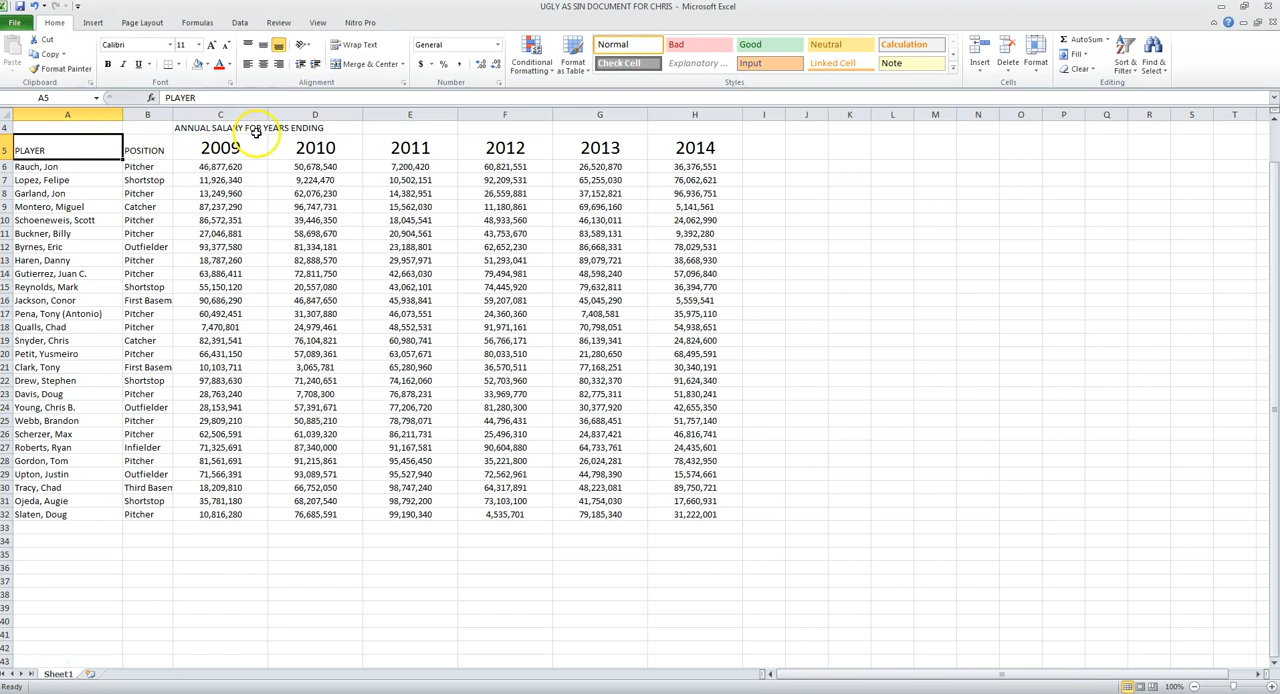 UGLY AS SIN DOCUMENT FOR CHRIS - Microsoft Excel
File Home Insert Page Layout Formulas Data Review View Nitro Pro
Cut Calibri 11 Wrap Text General Normal Bad Good Neutral Calculation AutoSum
Copy Fill
Paste Format Painter Merge & Center Conditional Formatting Format as Table Check Cell Explanatory ... Input Linked Cell Note Insert Delete Format Clear Sort & Filter Find & Select
Clipboard Font Alignment Number Styles Cells Editing
A5 fx PLAYER
A B C D E F G H I J K L M N O P Q R S T
4 ANNUAL SALARY FOR YEARS ENDING
5 PLAYER POSITION 2009 2010 2011 2012 2013 2014
6 Rauch, Jon Pitcher 46,877,620 50,678,540 7,200,420 60,821,551 26,520,870 36,376,551
7 Lopez, Felipe Shortstop 11,926,340 9,224,470 10,502,151 92,209,531 65,255,030 76,062,621
8 Garland, Jon Pitcher 13,249,960 62,076,230 14,382,951 26,559,881 37,152,821 96,936,751
9 Montero, Miguel Catcher 87,237,290 96,747,731 15,562,030 11,180,861 69,696,160 5,141,561
10 Schoeneweis, Scott Pitcher 86,572,351 39,446,350 18,045,541 48,933,560 46,130,011 24,062,990
11 Buckner, Billy Pitcher 27,046,881 58,698,670 20,904,561 43,753,670 83,589,131 9,392,280
12 Byrnes, Eric Outfielder 93,377,580 81,334,181 23,188,801 62,652,230 86,668,331 78,029,531
13 Haren, Danny Pitcher 18,787,260 82,888,570 29,957,971 51,293,041 89,079,721 38,668,930
14 Gutierrez, Juan C. Pitcher 63,886,411 72,811,750 42,663,030 79,494,981 48,598,240 57,096,840
15 Reynolds, Mark Shortstop 55,150,120 20,557,080 43,062,101 74,445,920 79,632,811 36,394,770
16 Jackson, Conor First Basem 90,686,290 46,847,650 45,938,841 59,207,081 45,045,290 5,559,541
17 Pena, Tony (Antonio) Pitcher 60,492,451 31,307,880 46,073,551 24,360,360 7,408,581 35,975,110
18 Qualls, Chad Pitcher 7,470,801 24,979,461 48,552,531 91,971,161 70,798,051 54,938,651
19 Snyder, Chris Catcher 82,391,541 76,104,821 60,980,741 56,766,171 86,139,341 24,824,600
20 Petit, Yusmeiro Pitcher 66,431,150 57,089,361 63,057,671 80,033,510 21,280,650 68,495,591
21 Clark, Tony First Basem 10,103,711 3,065,781 65,280,960 36,570,511 77,168,251 30,340,191
22 Drew, Stephen Shortstop 97,883,630 71,240,651 74,162,060 52,703,960 80,332,370 91,624,340
23 Davis, Doug Pitcher 28,763,240 7,708,300 76,878,231 33,969,770 82,775,311 51,830,241
24 Young, Chris B. Outfielder 28,153,941 57,391,671 77,206,720 81,280,300 30,377,920 42,655,350
25 Webb, Brandon Pitcher 29,809,210 50,885,210 78,798,071 44,796,431 36,688,451 51,757,140
26 Scherzer, Max Pitcher 62,506,591 61,039,320 86,211,731 25,496,310 24,837,421 46,816,741
27 Roberts, Ryan Infielder 71,325,691 87,340,000 91,167,581 90,604,880 64,733,761 24,435,601
28 Gordon, Tom Pitcher 81,561,691 91,215,861 95,456,450 35,221,800 26,024,281 78,432,950
29 Upton, Justin Outfielder 71,566,391 93,089,571 95,527,940 72,562,961 44,798,390 15,574,661
30 Tracy, Chad Third Basem 18,209,810 66,752,050 98,747,240 64,317,891 48,223,081 89,750,721
31 Ojeda, Augie Shortstop 35,781,180 68,207,540 98,792,200 73,103,100 41,754,030 17,660,931
32 Slaten, Doug Pitcher 10,816,280 76,685,591 99,190,340 4,535,701 79,185,340 31,222,001
33
34
35
36
37
38
39
40
41
42
43
Sheet1
Ready 100%